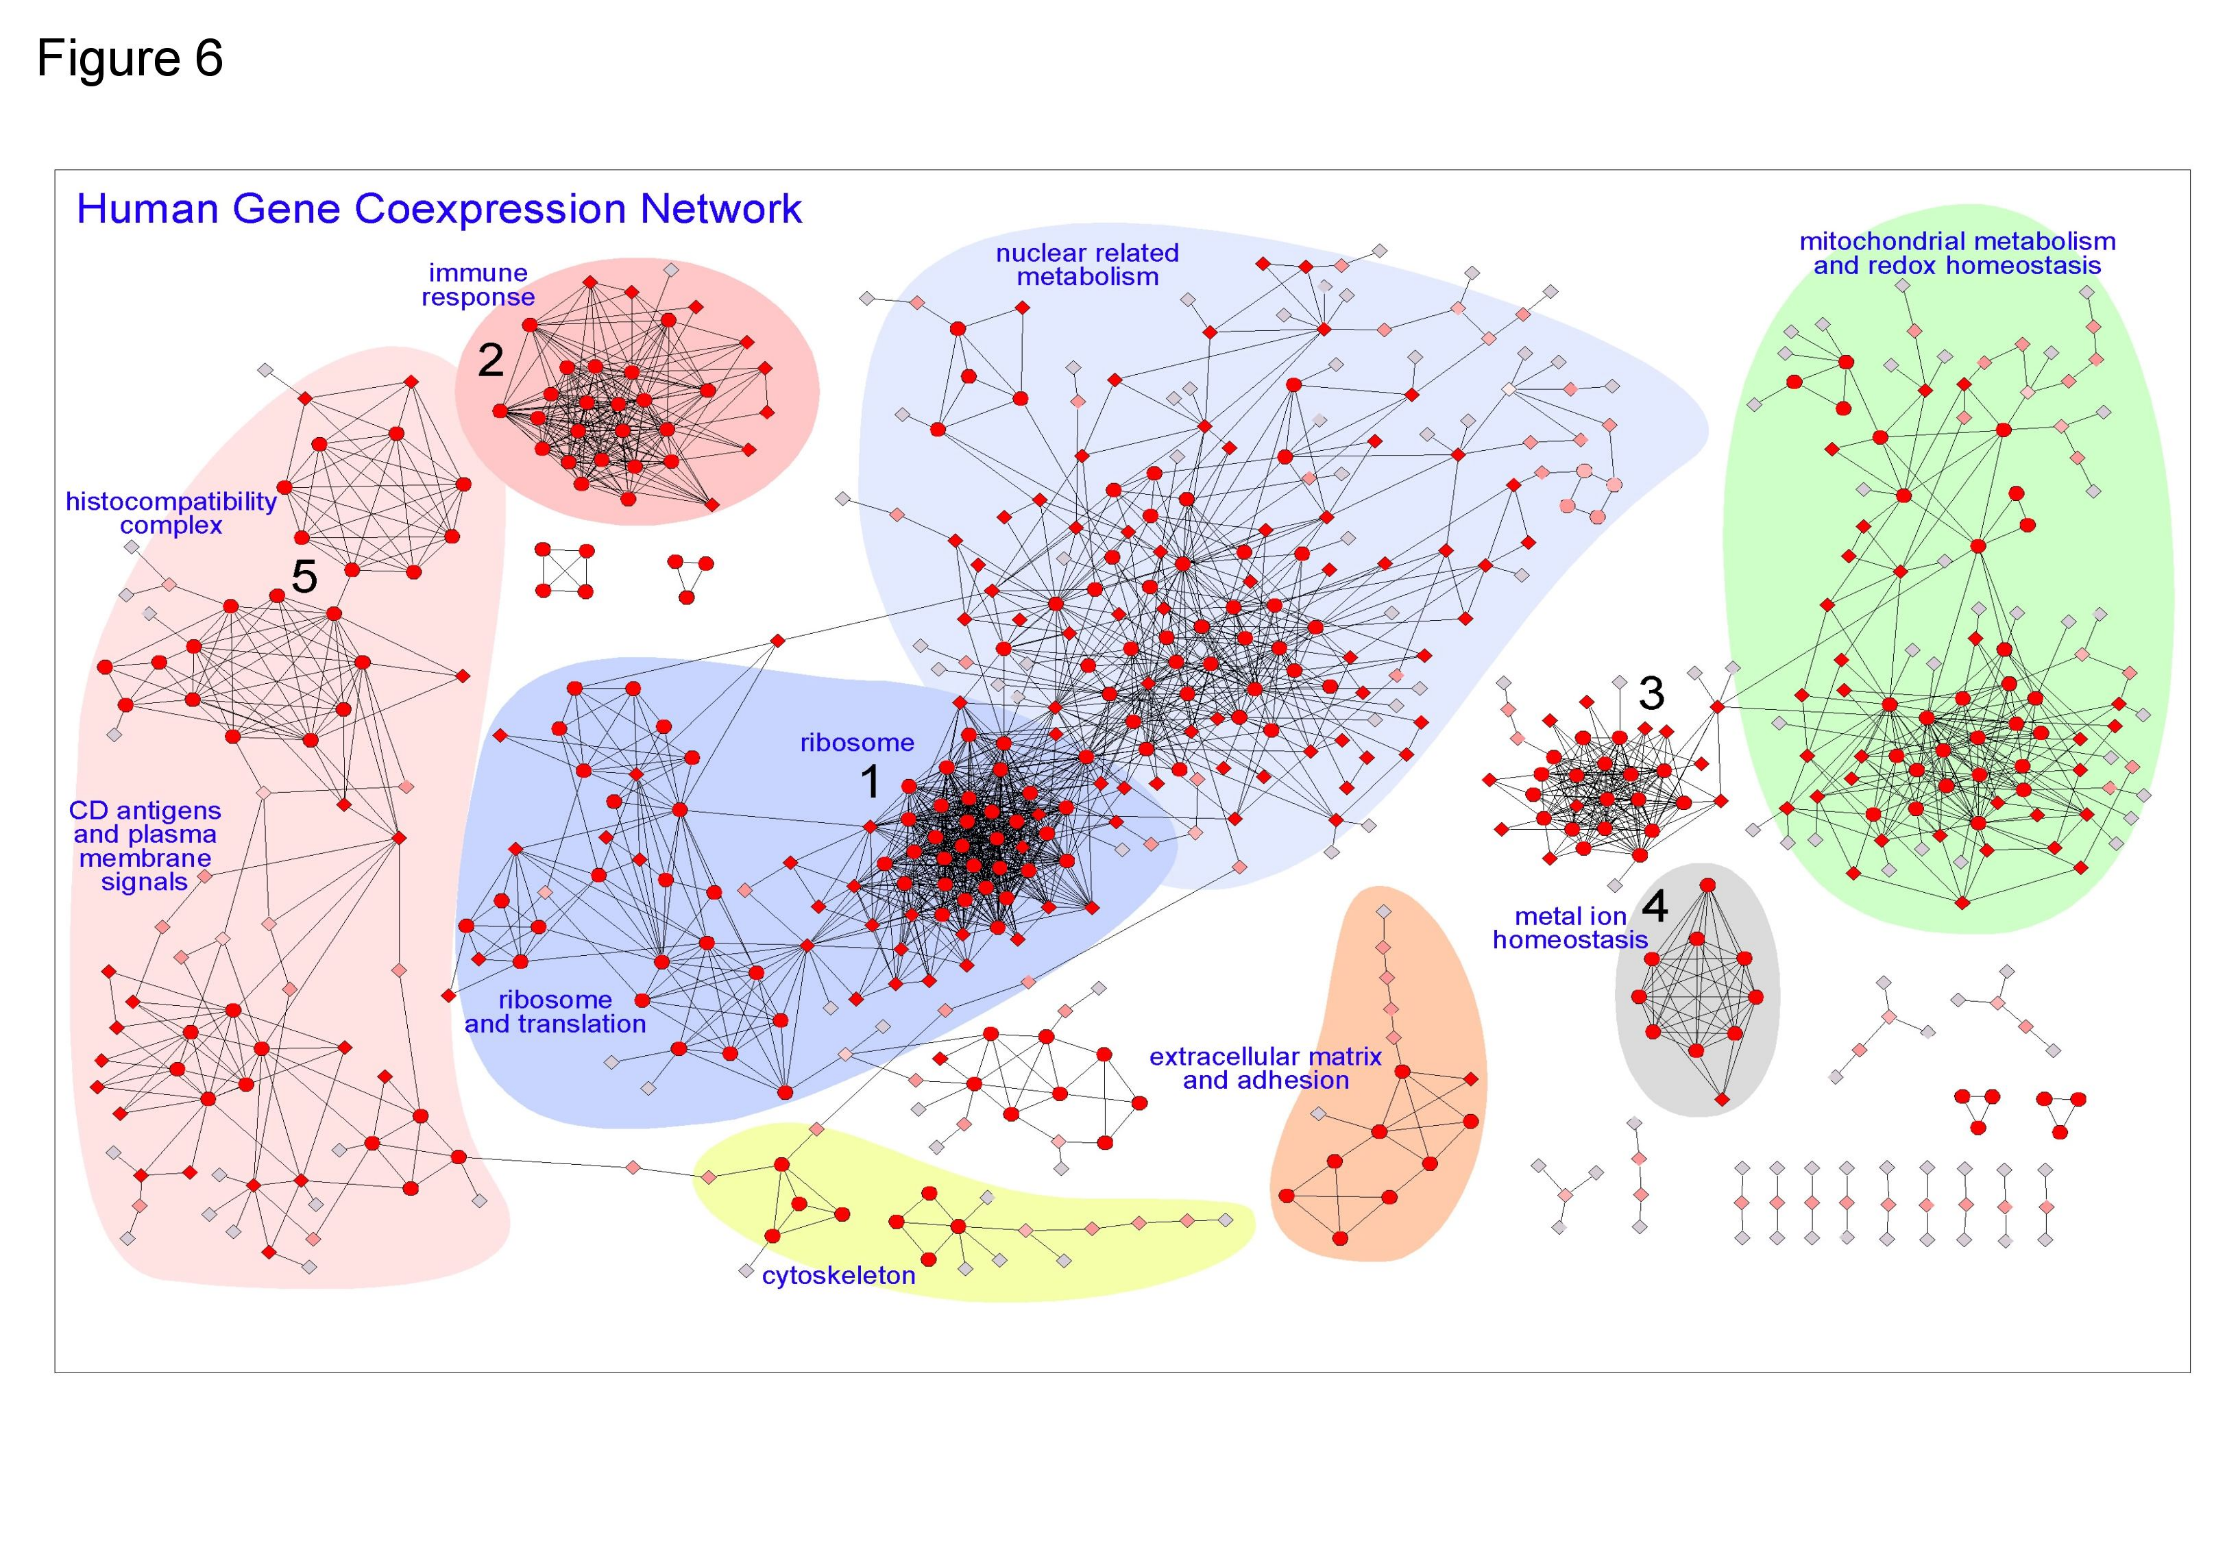 Figure 6
Human Gene Coexpression Network
immune
response
2
nuclear related
metabolism
mitochondrial metabolism
and redox homeostasis
histocompatibility
complex
5
ribosome
1
3
CD antigens
and plasma
membrane
signals
metal ion
homeostasis
4
ribosome
and translation
extracellular matrix
and adhesion
cytoskeleton